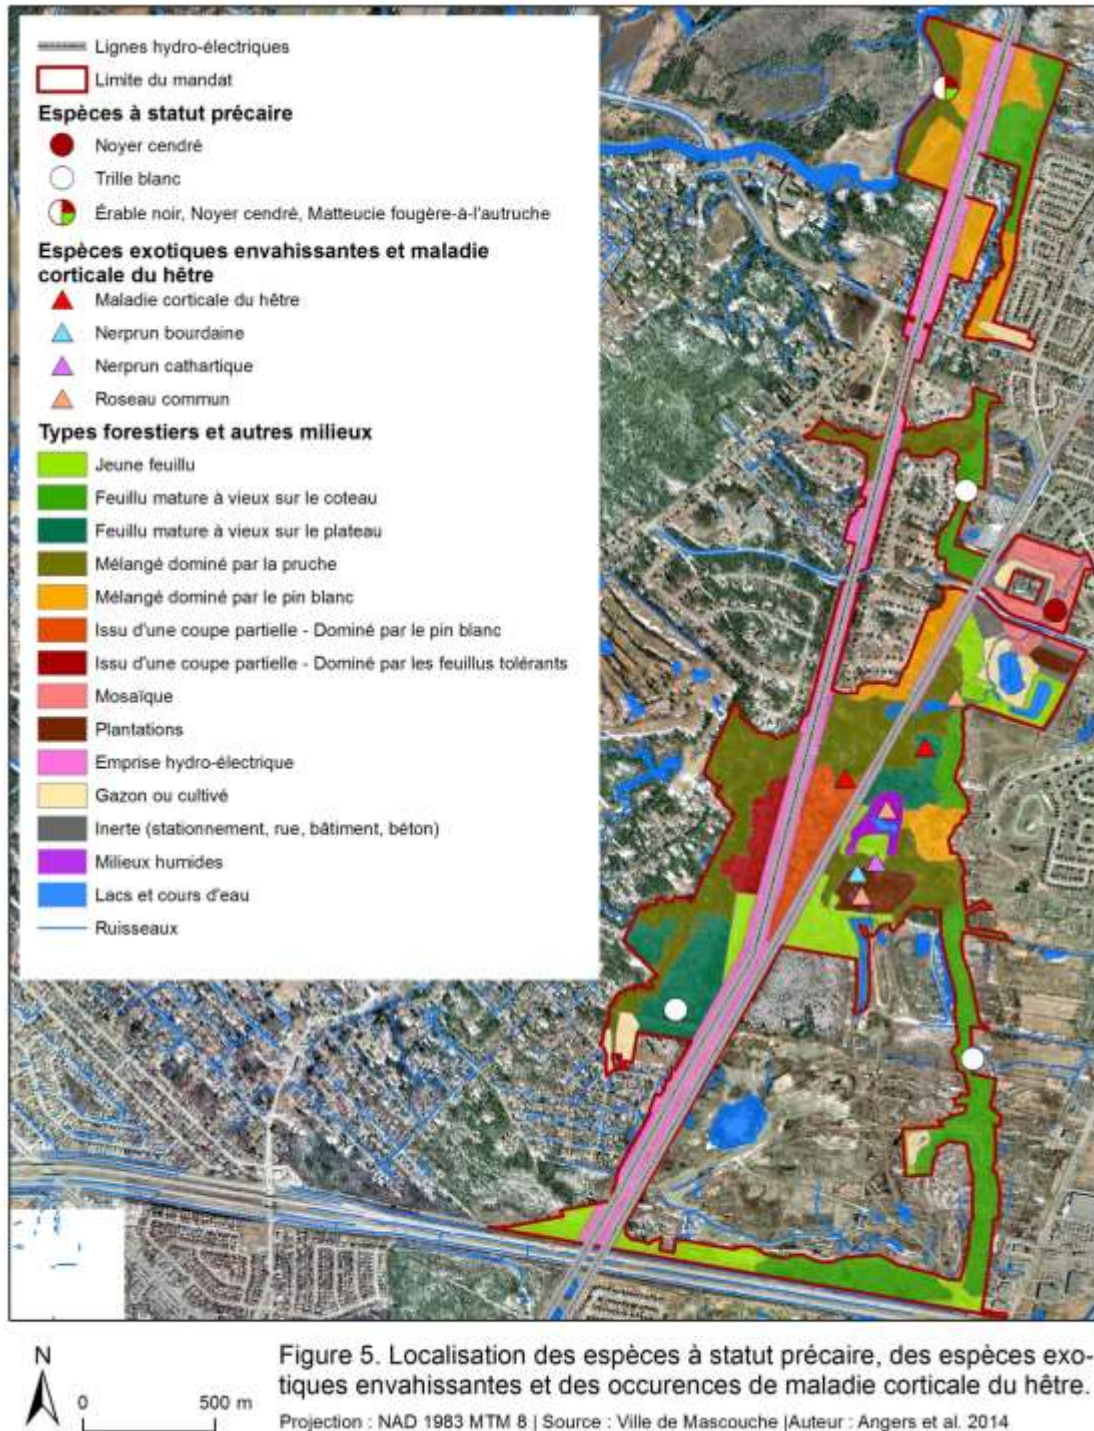 Lignes hydro-électriques
Limite du mandat
Espèces à statut précaire
Noyer cendré
Trille blanc
Érable noir, Noyer cendré, Matteucie fougère-à-l'autruche
Espèces exotiques envahissantes et maladie
corticale du hêtre
Maladie corticale du hêtre
Nerprun bourdaine
Nerprun cathartique
Roseau commun
Types forestiers et autres milieux
Jeune feuillu
Feuillu mature à vieux sur le coteau
Feuillu mature à vieux sur le plateau
Mélangé dominé par la pruche
Mélangé dominé par le pin blanc
Issu d'une coupe partielle - Dominé par le pin blanc
Issu d'une coupe partielle - Dominé par les feuillus tolérants
Mosaïque
Plantations
Emprise hydro-électrique
Gazon ou cultivé
Inerte (stationnement, rue, bâtiment, béton)
Milieux humides
Lacs et cours d'eau
Ruisseaux
N
0 500 m
Figure 5. Localisation des espèces à statut précaire, des espèces exo-
tiques envahissantes et des occurences de maladie corticale du hêtre.
Projection : NAD 1983 MTM 8 | Source : Ville de Mascouche |Auteur : Angers et al. 2014